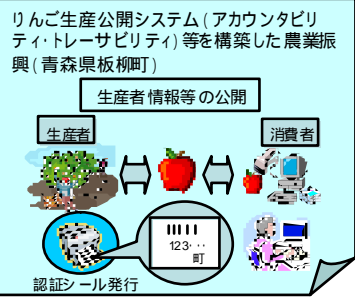 りんご生産公開システム(アカウンタビリ
ティ・トレーサビリティ)等を構築した農業振
興(青森県板柳町)
生産者情報等の公開
生産者
消費者
123・・
町
認証シール発行